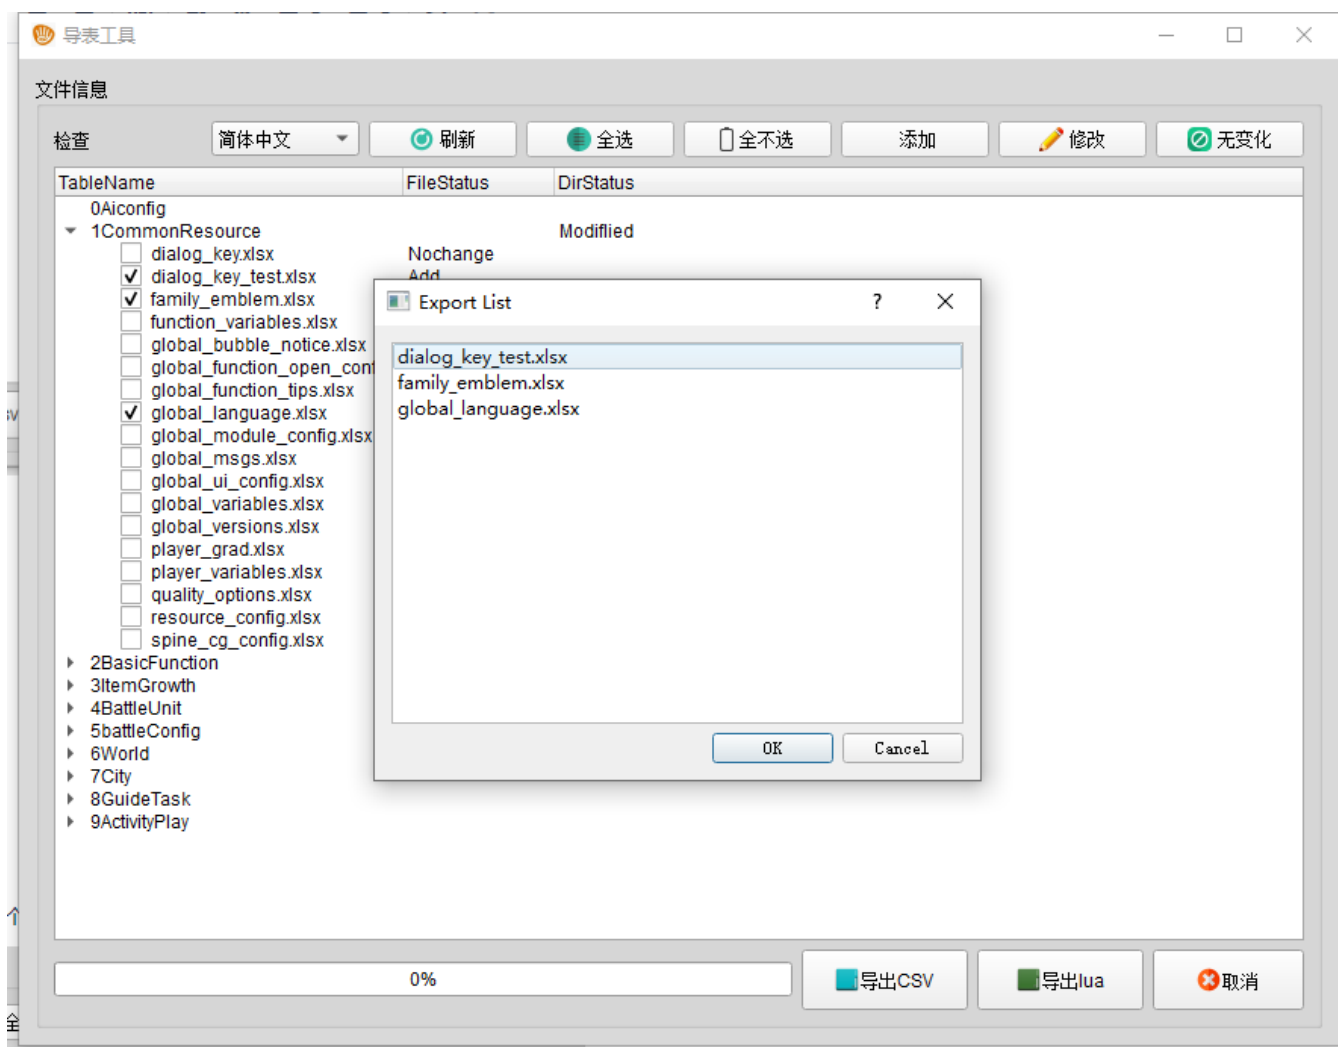 导表工具
文件信息
检查 简体中文 刷新 全选 全不选 添加 修改 无变化
TableName FileStatus DirStatus
0Aiconfig
1CommonResource Modiflied
dialog_key.xlsx Nochange
dialog_key_test.xlsx Add
family_emblem.xlsx
function_variables.xlsx
global_bubble_notice.xlsx
global_function_open_conf
global_function_tips.xlsx
global_language.xlsx
global_module_config.xlsx
global_msgs.xlsx
global_ui_config.xlsx
global_variables.xlsx
global_versions.xlsx
player_grad.xlsx
player_variables.xlsx
quality_options.xlsx
resource_config.xlsx
spine_cg_config.xlsx
2BasicFunction
3ItemGrowth
4BattleUnit
5battleConfig
6World
7City
8GuideTask
9ActivityPlay
Export List ?
dialog_key_test.xlsx
family_emblem.xlsx
global_language.xlsx
OK Cancel
0% 导出CSV 导出lua 取消